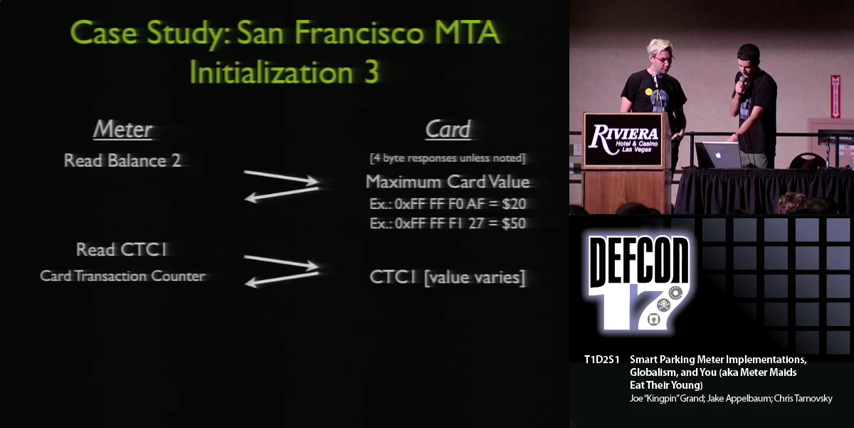 Case Study: San Francisco MTA
Initialization 3
Meter
Card
Read Balance 2
[4 byte responses unless noted]
Maximum Card Value
Ex.: 0xFF FF F0 AF = $20
Ex.: 0xFF FF F1 27 = $50
Read CTC1
Card Transaction Counter
CTC1 [value varies]
RIVIERA
Hotel & Casino
Las Vegas
DEFCON
17
T1D2S1 Smart Parking Meter Implementations,
Globalism, and You (aka Meter Maids
Eat Their Young)
Joe "Kingpin" Grand; Jake Appelbaum; Chris Tarnovsky